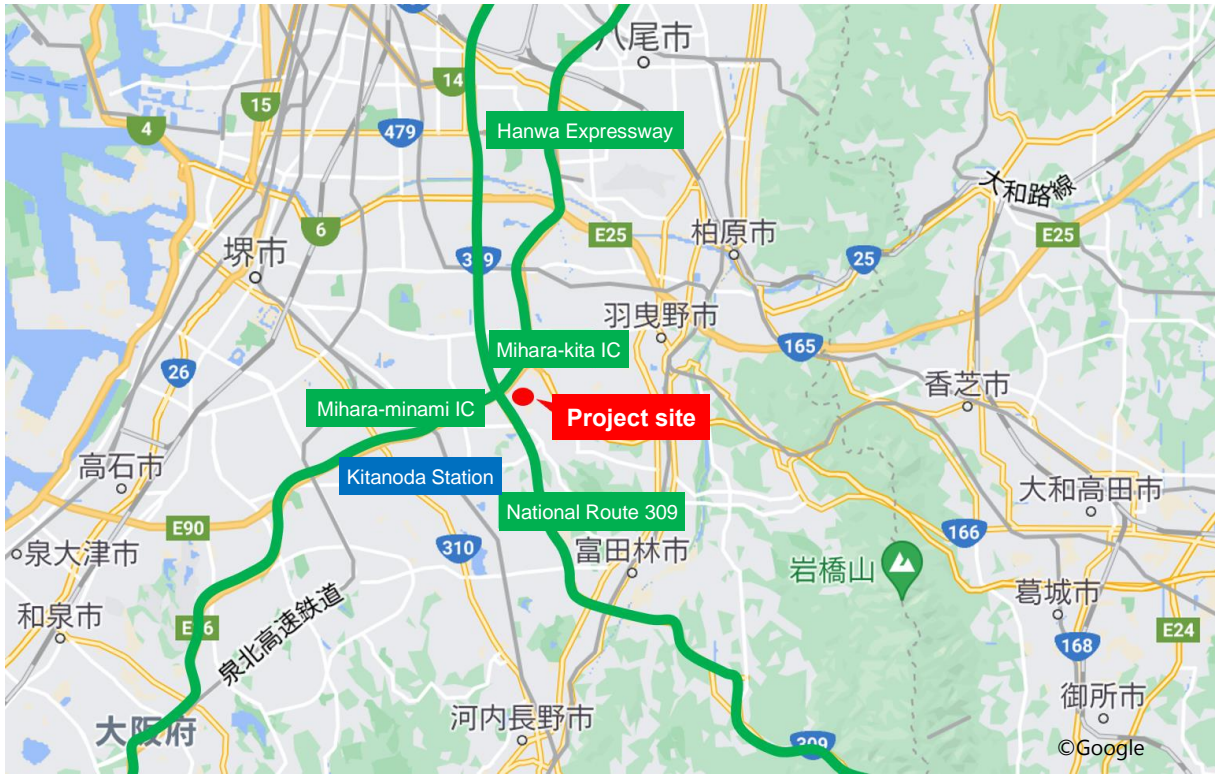 八尾市
14
15
Hanwa Expressway
4
479
大和路線
6
E25
柏原市
E25
堺市
25
309
羽曳野市
Mihara-kita IC
165
26
香芝市
Mihara-minami IC
Project site
高石市
Kitanoda Station
大和高田市
National Route 309
E90
166
泉大津市
310
富田林市
岩橋山
葛城市
和泉市
E26
泉北高速鉄道
E24
168
御所市
大阪府
河内長野市
309
©Google